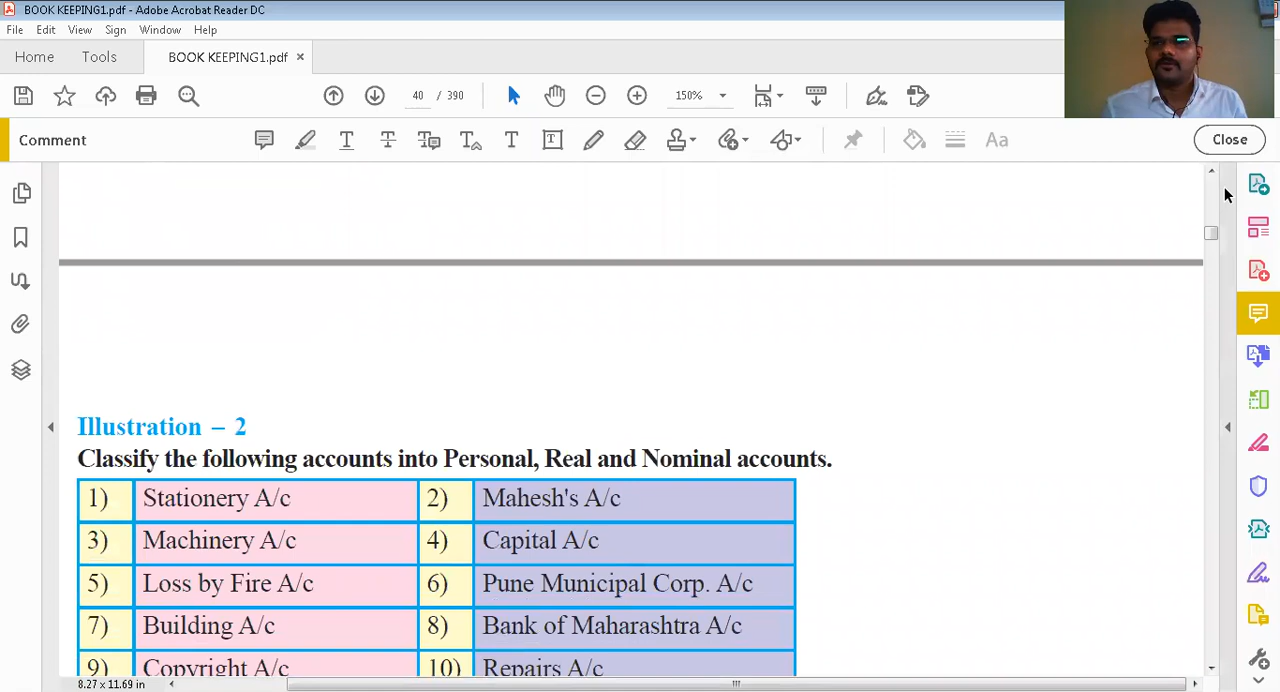 BOOK KEEPING1.pdf - Adobe Acrobat Reader DC
File Edit View Sign Window Help
Home Tools BOOK KEEPING1.pdf ×
40 / 390 150%
Comment Close
Illustration – 2
Classify the following accounts into Personal, Real and Nominal accounts.
1) Stationery A/c 2) Mahesh's A/c
3) Machinery A/c 4) Capital A/c
5) Loss by Fire A/c 6) Pune Municipal Corp. A/c
7) Building A/c 8) Bank of Maharashtra A/c
9) Copyright A/c 10) Repairs A/c
8.27 x 11.69 in